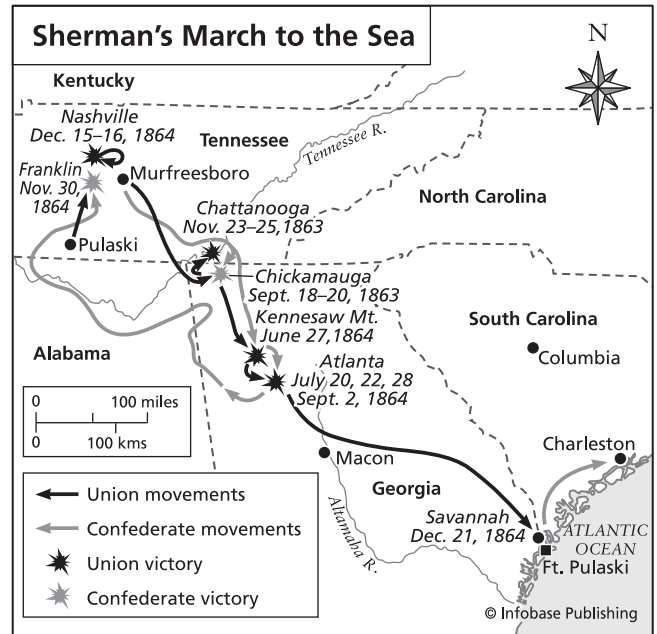 Sherman's March to the Sea
N
Kentucky
Nashville
Dec. 15–16, 1864
Tennessee
Tennessee R.
Franklin
Nov. 30,
1864
Murfreesboro
North Carolina
Chattanooga
Nov. 23–25,1863
Pulaski
Chickamauga
Sept. 18–20, 1863
Kennesaw Mt.
June 27,1864
South Carolina
Alabama
Columbia
Atlanta
July 20, 22, 28
Sept. 2, 1864
0 100 miles
0 100 kms
Charleston
Macon
Georgia
Altamaha R.
Savannah
Dec. 21, 1864
ATLANTIC
OCEAN
Ft. Pulaski
Union movements
Confederate movements
Union victory
Confederate victory
© Infobase Publishing